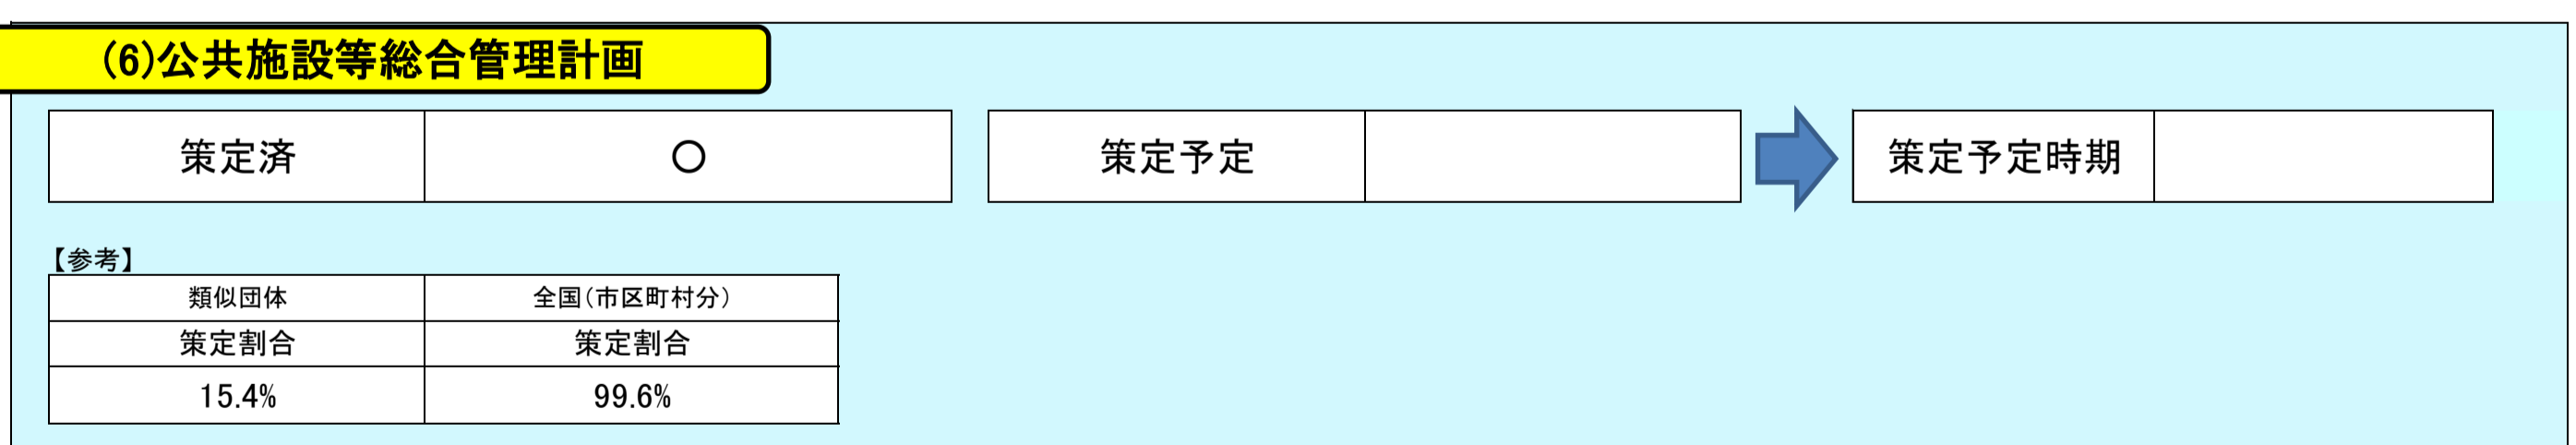 (6)公共施設等総合管理計画
策定済 ○ 策定予定 策定予定時期
【参考】
類似団体 全国(市区町村分)
策定割合 策定割合
15.4% 99.6%